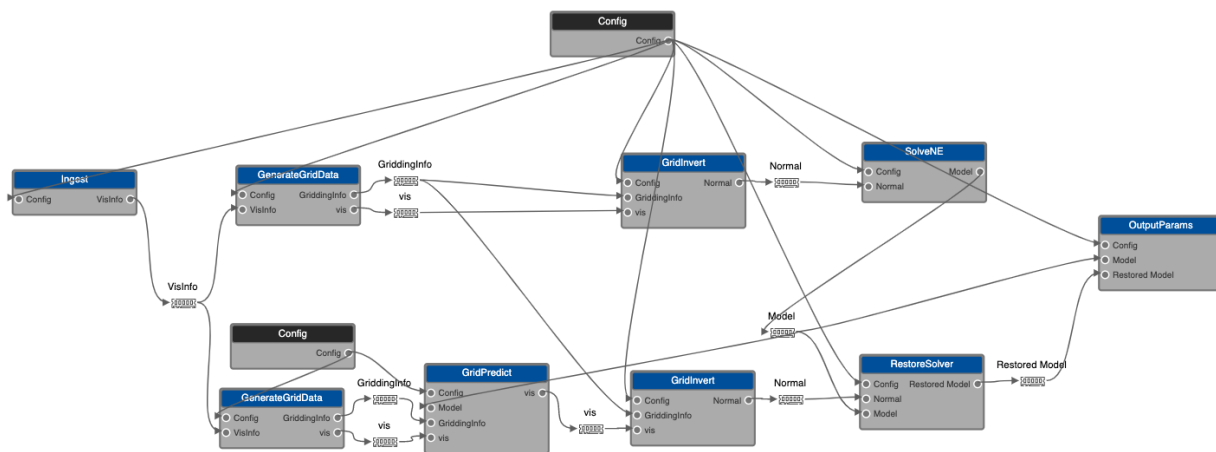 Config
Config
Ingest
Config VisInfo
VisInfo
GenerateGridData
Config GriddingInfo
VisInfo vis
GriddingInfo
vis
GridInvert
Config Normal
GriddingInfo
vis
Normal
SolveNE
Config Model
Normal
OutputParams
Config
Model
Restored Model
Config
Config
GenerateGridData
Config GriddingInfo
VisInfo vis
GriddingInfo
vis
GridPredict
Config vis
Model
GriddingInfo
vis
vis
GridInvert
Config Normal
GriddingInfo
vis
Normal
Model
RestoreSolver
Config Restored Model
Normal
Model
Restored Model